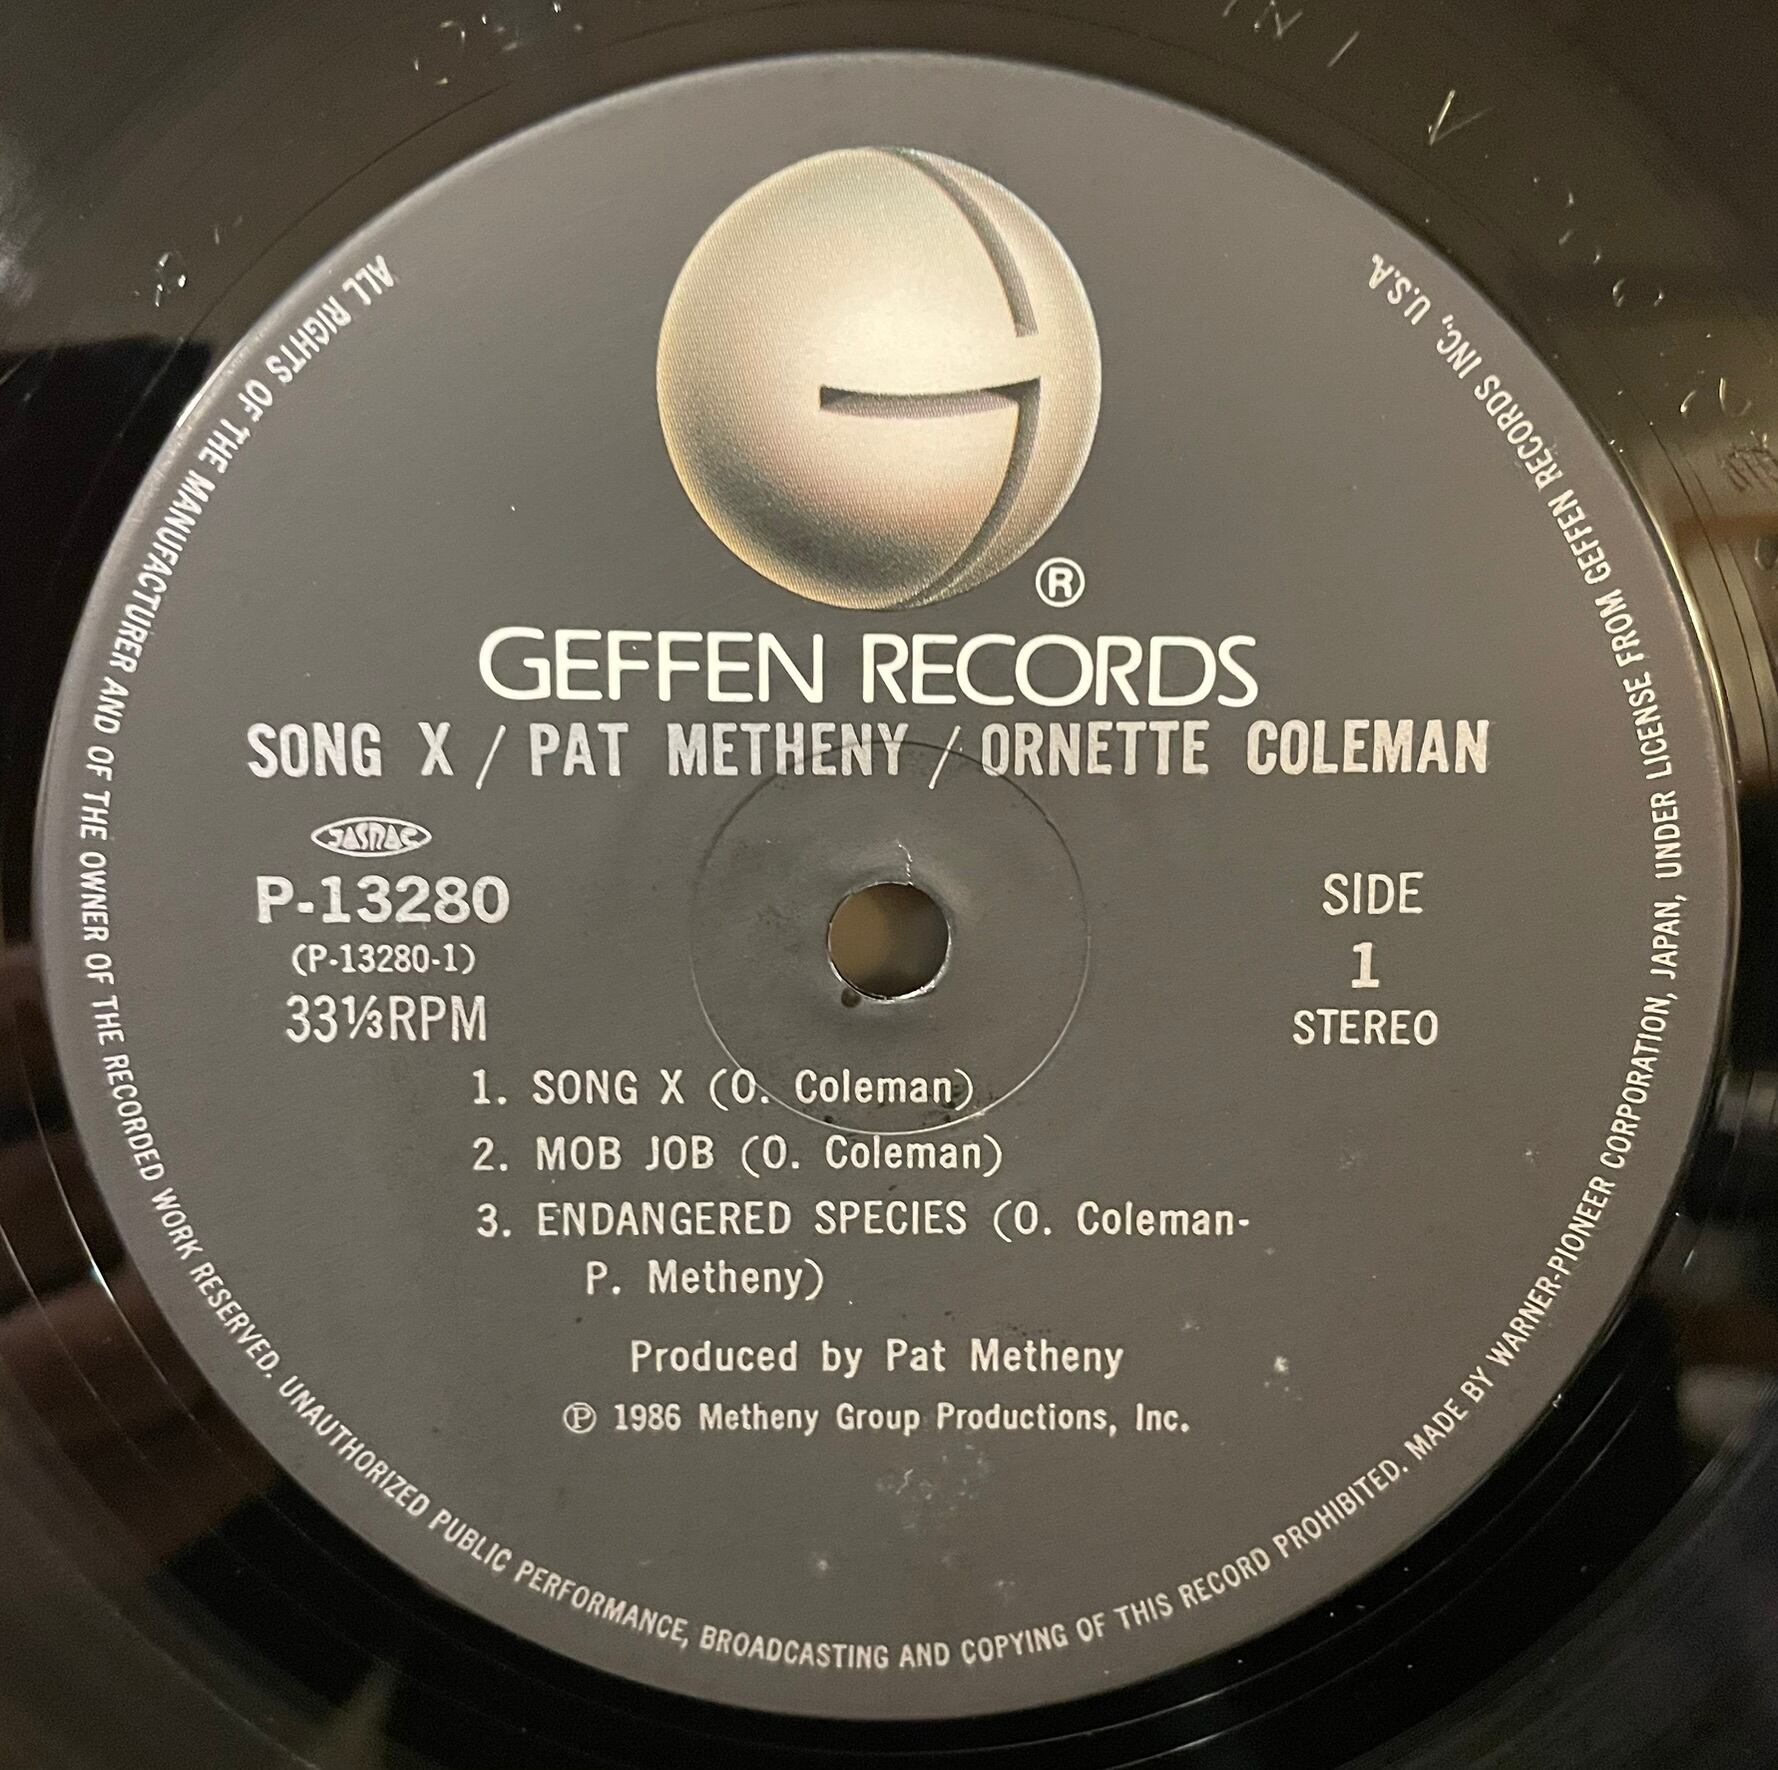 ®
GEFFEN RECORDS
SONG X / PAT METHENY / ORNETTE COLEMAN
JASRAC
P-13280
(P-13280-1)
33⅓RPM
SIDE
1
STEREO
1. SONG X (O. Coleman)
2. MOB JOB (O. Coleman)
3. ENDANGERED SPECIES (O. Coleman-
P. Metheny)
Produced by Pat Metheny
℗ 1986 Metheny Group Productions, Inc.
ALL RIGHTS OF THE MANUFACTURER AND OF THE OWNER OF THE RECORDED WORK RESERVED. UNAUTHORIZED PUBLIC PERFORMANCE, BROADCASTING AND COPYING OF THIS RECORD PROHIBITED. MADE BY WARNER-PIONEER CORPORATION, JAPAN, UNDER LICENSE FROM GEFFEN RECORDS INC., U.S.A.